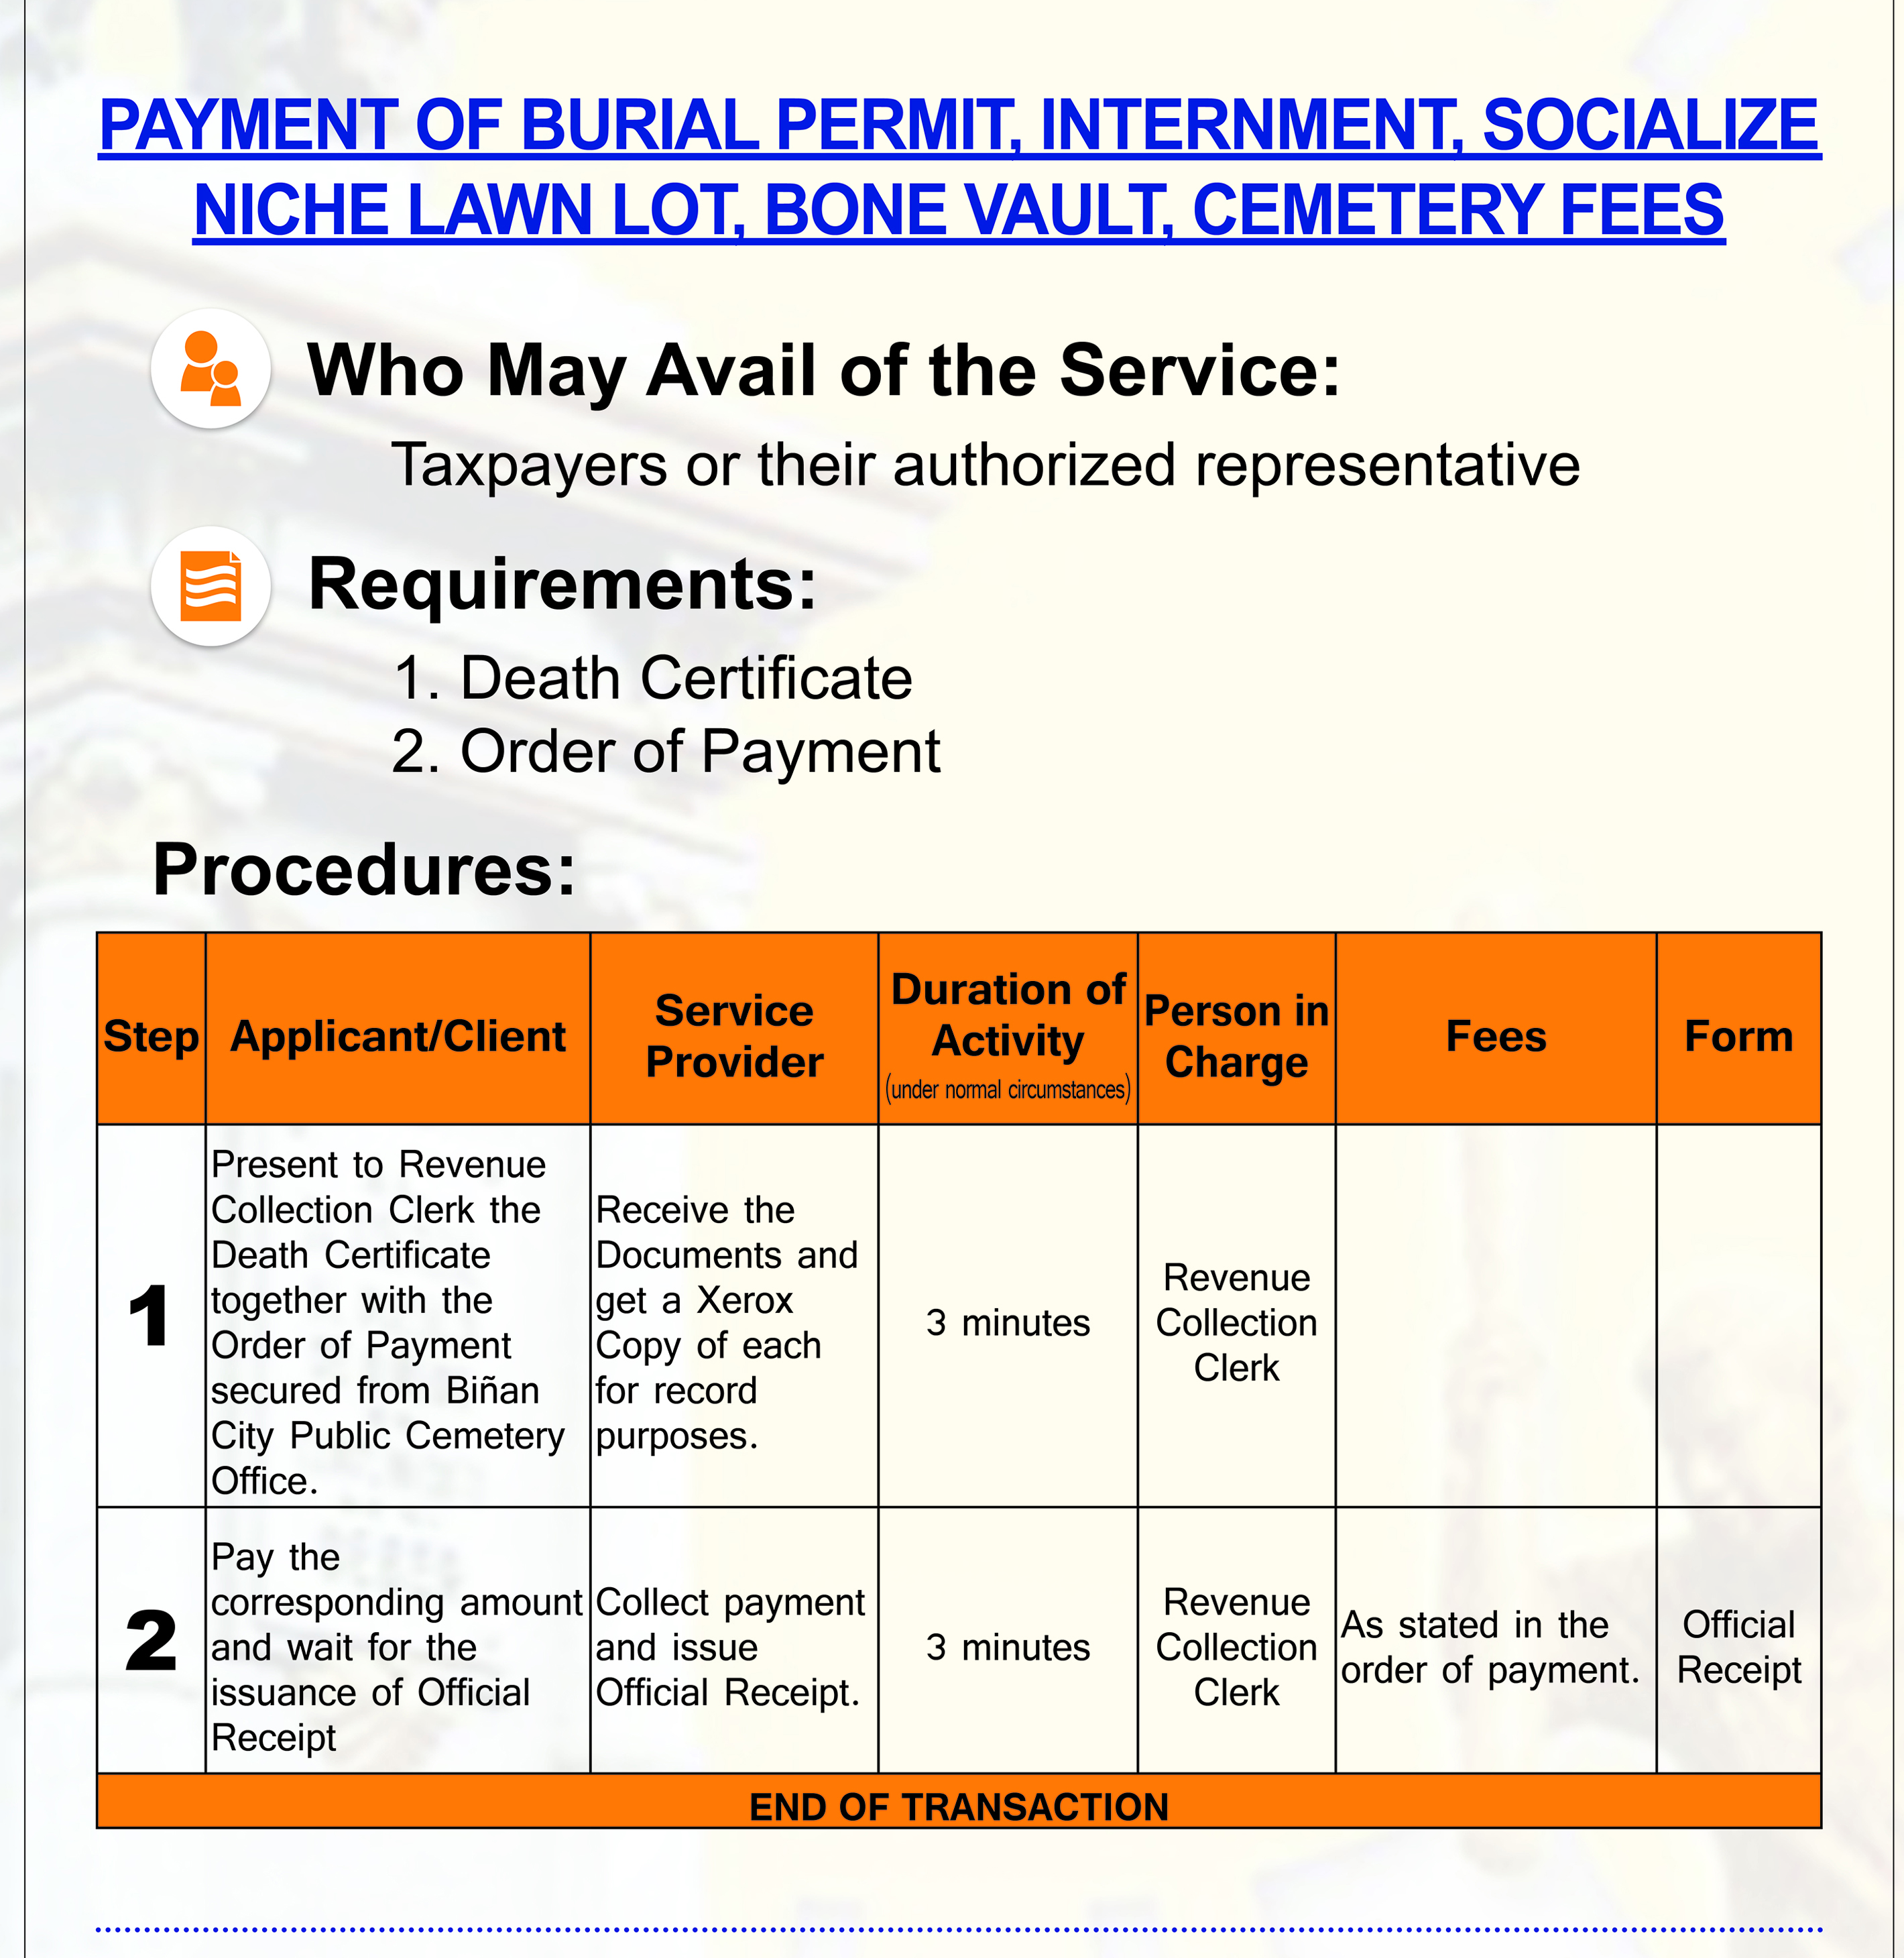 PAYMENT OF BURIAL PERMIT, INTERNMENT, SOCIALIZE
NICHE LAWN LOT, BONE VAULT, CEMETERY FEES
Who May Avail of the Service:
Taxpayers or their authorized representative
Requirements:
1. Death Certificate
2. Order of Payment
Procedures:
Step
Applicant/Client
Service
Provider
Duration of
Activity
(under normal circumstances)
Person in
Charge
Fees
Form
1
Present to Revenue
Collection Clerk the
Death Certificate
together with the
Order of Payment
secured from Biñan
City Public Cemetery
Office.
Receive the
Documents and
get a Xerox
Copy of each
for record
purposes.
3 minutes
Revenue
Collection
Clerk
2
Pay the
corresponding amount
and wait for the
issuance of Official
Receipt
Collect payment
and issue
Official Receipt.
3 minutes
Revenue
Collection
Clerk
As stated in the
order of payment.
Official
Receipt
END OF TRANSACTION